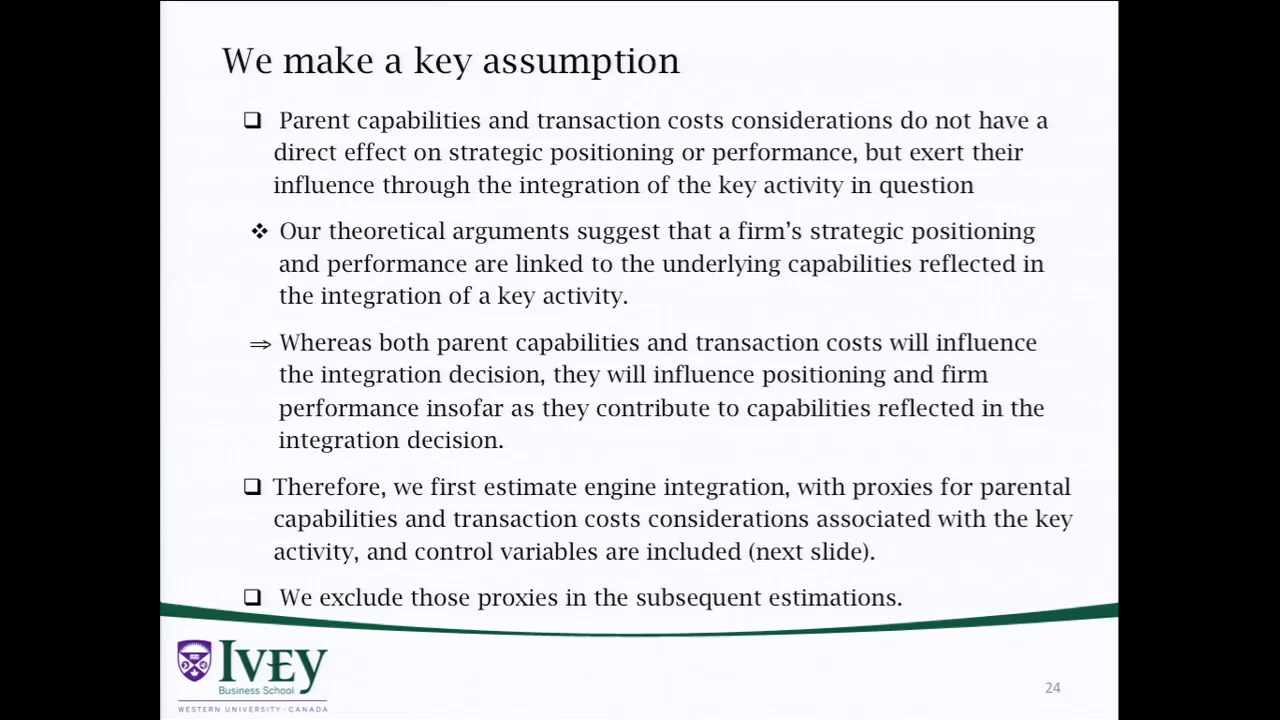 We make a key assumption
❑ Parent capabilities and transaction costs considerations do not have a
direct effect on strategic positioning or performance, but exert their
influence through the integration of the key activity in question
❖ Our theoretical arguments suggest that a firm’s strategic positioning
and performance are linked to the underlying capabilities reflected in
the integration of a key activity.
⇒ Whereas both parent capabilities and transaction costs will influence
the integration decision, they will influence positioning and firm
performance insofar as they contribute to capabilities reflected in the
integration decision.
❑ Therefore, we first estimate engine integration, with proxies for parental
capabilities and transaction costs considerations associated with the key
activity, and control variables are included (next slide).
❑ We exclude those proxies in the subsequent estimations.
IVEY
Business School
WESTERN UNIVERSITY · CANADA
24